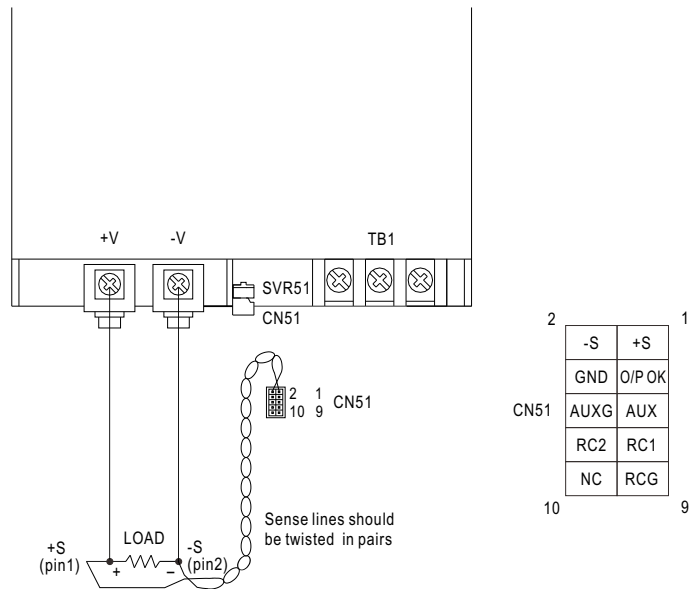 +V -V TB1
SVR51
CN51
2 1
10 9
CN51
Sense lines should
be twisted in pairs
+S
(pin1)
LOAD
-S
(pin2)
+ −
2 1
-S +S
GND O/P OK
CN51 AUXG AUX
RC2 RC1
NC RCG
10 9